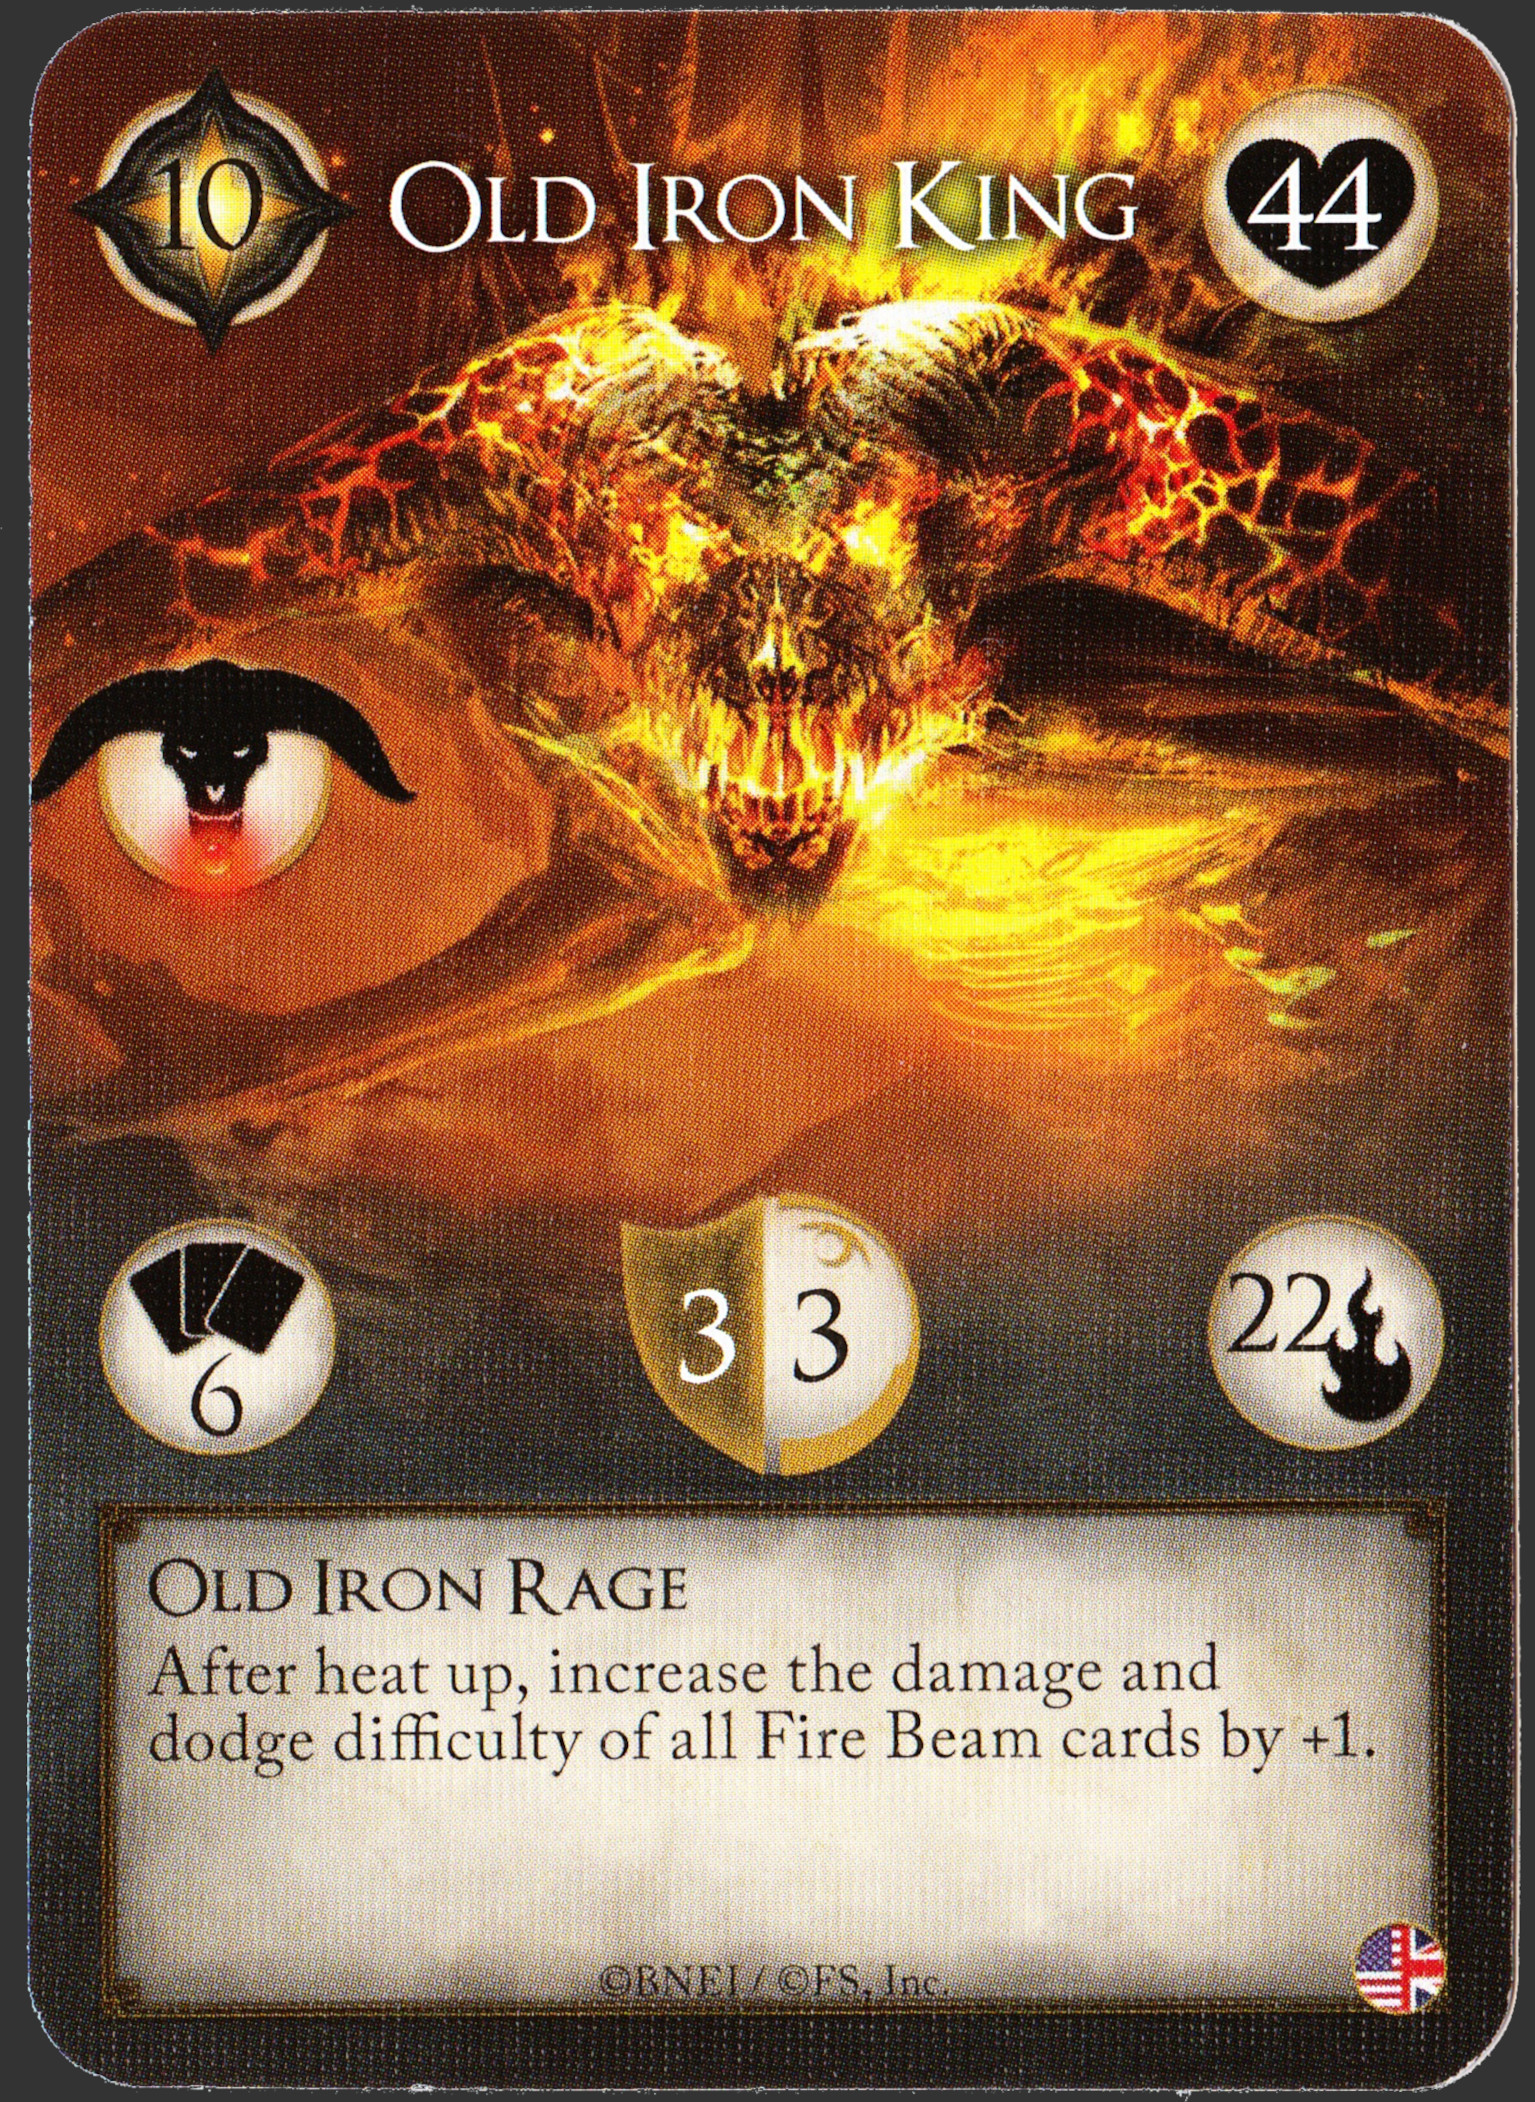 10
OLD IRON KING
44
6
3 3
22
OLD IRON RAGE
After heat up, increase the damage and
dodge difficulty of all Fire Beam cards by +1.
©BNEI / ©FS, Inc.